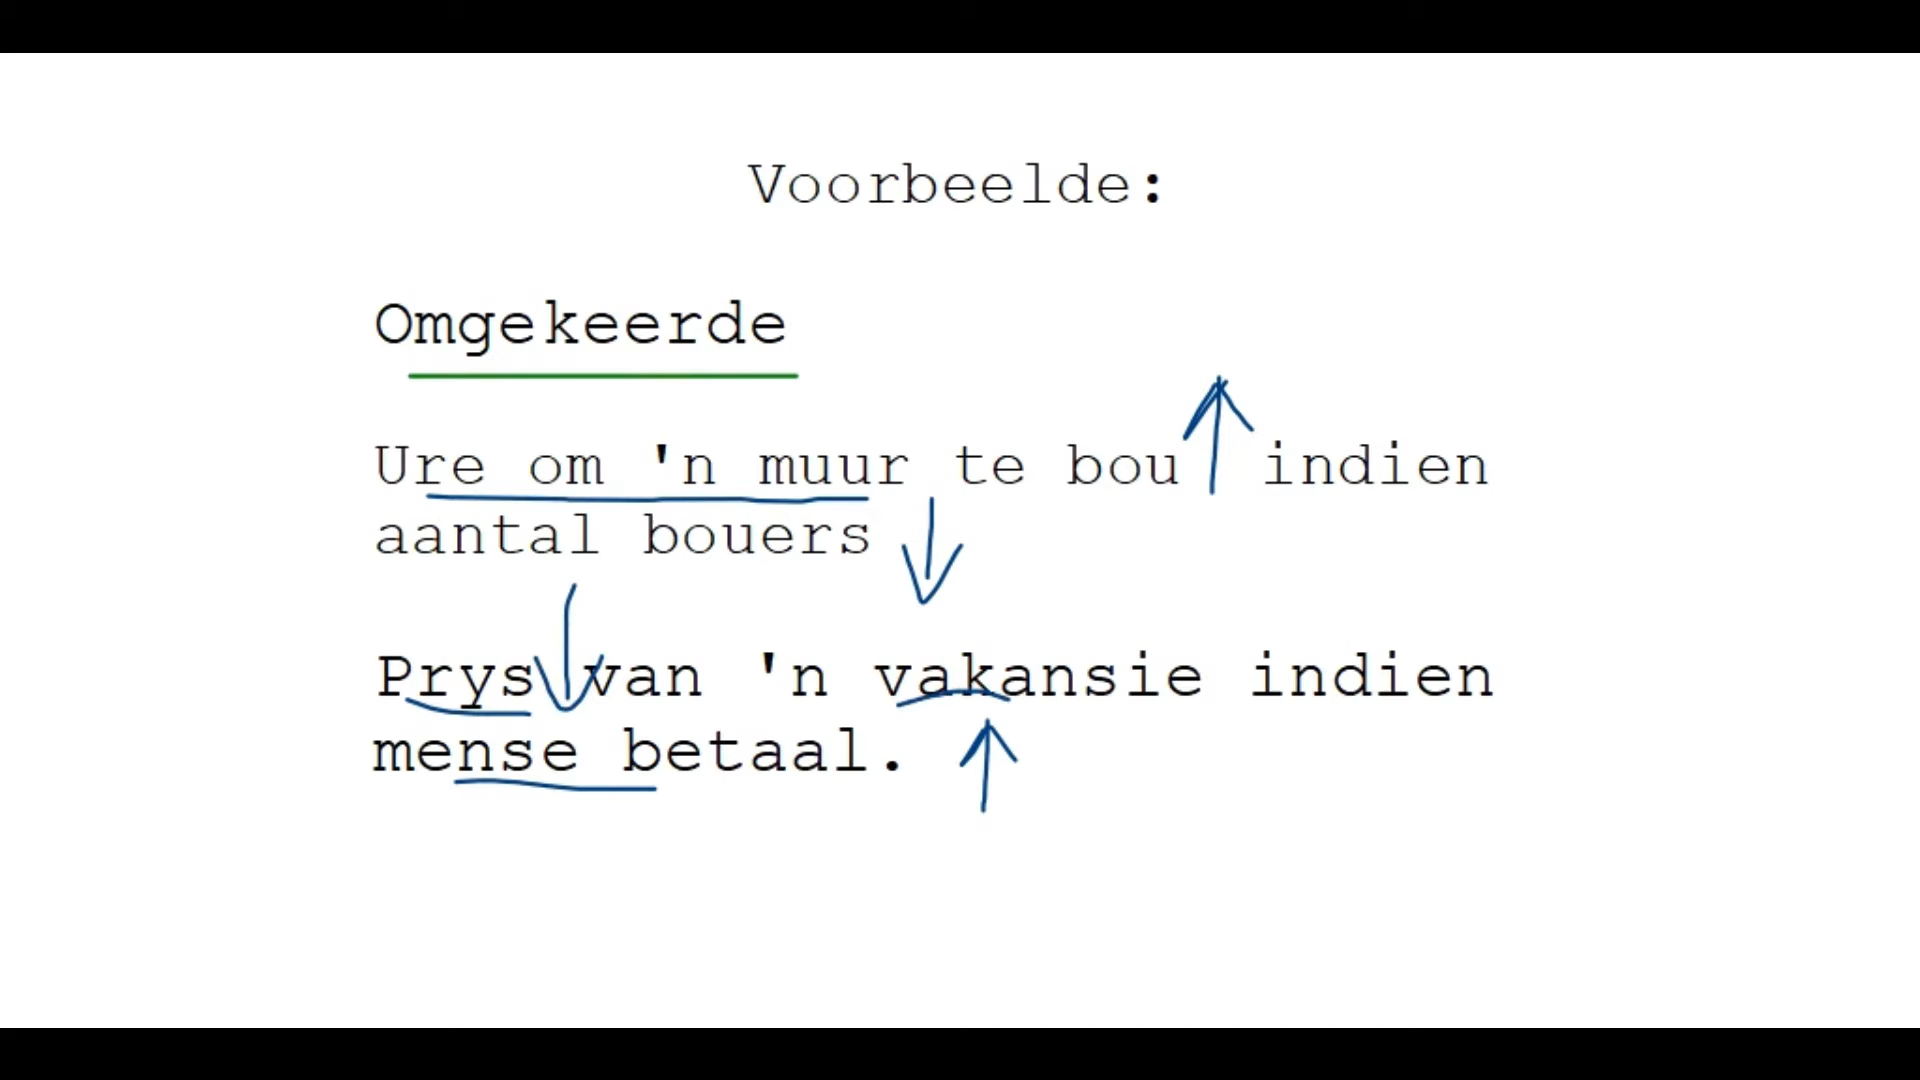 Voorbeelde:
Omgekeerde
Ure om 'n muur te bou indien
aantal bouers
Prys van 'n vakansie indien
mense betaal.